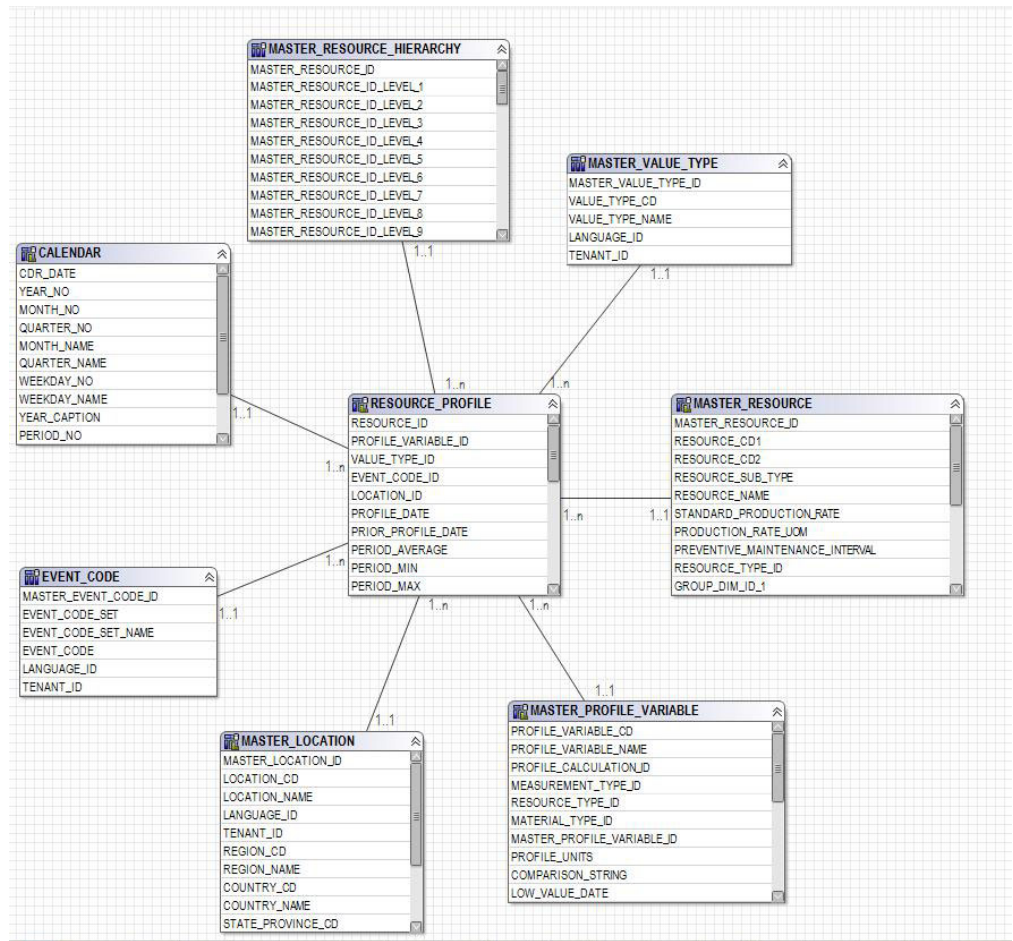 MASTER_RESOURCE_HIERARCHY
MASTER_RESOURCE_ID
MASTER_RESOURCE_ID_LEVEL_1
MASTER_RESOURCE_ID_LEVEL_2
MASTER_RESOURCE_ID_LEVEL_3
MASTER_RESOURCE_ID_LEVEL_4
MASTER_RESOURCE_ID_LEVEL_5
MASTER_RESOURCE_ID_LEVEL_6
MASTER_RESOURCE_ID_LEVEL_7
MASTER_RESOURCE_ID_LEVEL_8
MASTER_RESOURCE_ID_LEVEL_9
1..1
1..n
MASTER_VALUE_TYPE
MASTER_VALUE_TYPE_ID
VALUE_TYPE_CD
VALUE_TYPE_NAME
LANGUAGE_ID
TENANT_ID
1..1
1..n
CALENDAR
CDR_DATE
YEAR_NO
MONTH_NO
QUARTER_NO
MONTH_NAME
QUARTER_NAME
WEEKDAY_NO
WEEKDAY_NAME
YEAR_CAPTION
PERIOD_NO
1..1
1..n
RESOURCE_PROFILE
RESOURCE_ID
PROFILE_VARIABLE_ID
VALUE_TYPE_ID
EVENT_CODE_ID
LOCATION_ID
PROFILE_DATE
PRIOR_PROFILE_DATE
PERIOD_AVERAGE
PERIOD_MIN
PERIOD_MAX
1..n
1..1
MASTER_RESOURCE
MASTER_RESOURCE_ID
RESOURCE_CD1
RESOURCE_CD2
RESOURCE_SUB_TYPE
RESOURCE_NAME
STANDARD_PRODUCTION_RATE
PRODUCTION_RATE_UOM
PREVENTIVE_MAINTENANCE_INTERVAL
RESOURCE_TYPE_ID
GROUP_DIM_ID_1
EVENT_CODE
MASTER_EVENT_CODE_ID
EVENT_CODE_SET
EVENT_CODE_SET_NAME
EVENT_CODE
LANGUAGE_ID
TENANT_ID
1..1
1..n
1..n
1..n
1..1
1..1
MASTER_LOCATION
MASTER_LOCATION_ID
LOCATION_CD
LOCATION_NAME
LANGUAGE_ID
TENANT_ID
REGION_CD
REGION_NAME
COUNTRY_CD
COUNTRY_NAME
STATE_PROVINCE_CD
MASTER_PROFILE_VARIABLE
PROFILE_VARIABLE_CD
PROFILE_VARIABLE_NAME
PROFILE_CALCULATION_ID
MEASUREMENT_TYPE_ID
RESOURCE_TYPE_ID
MATERIAL_TYPE_ID
MASTER_PROFILE_VARIABLE_ID
PROFILE_UNITS
COMPARISON_STRING
LOW_VALUE_DATE